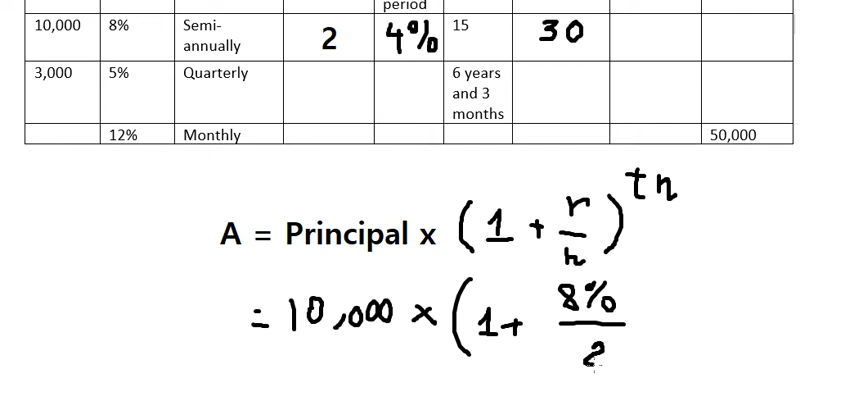 period
10,000 8% Semi- 2 4% 15 30
annually
3,000 5% Quarterly 6 years
and 3
months
12% Monthly 50,000
tn
A = Principal x (1 + r/n)
= 10,000 x (1+ 8%/2